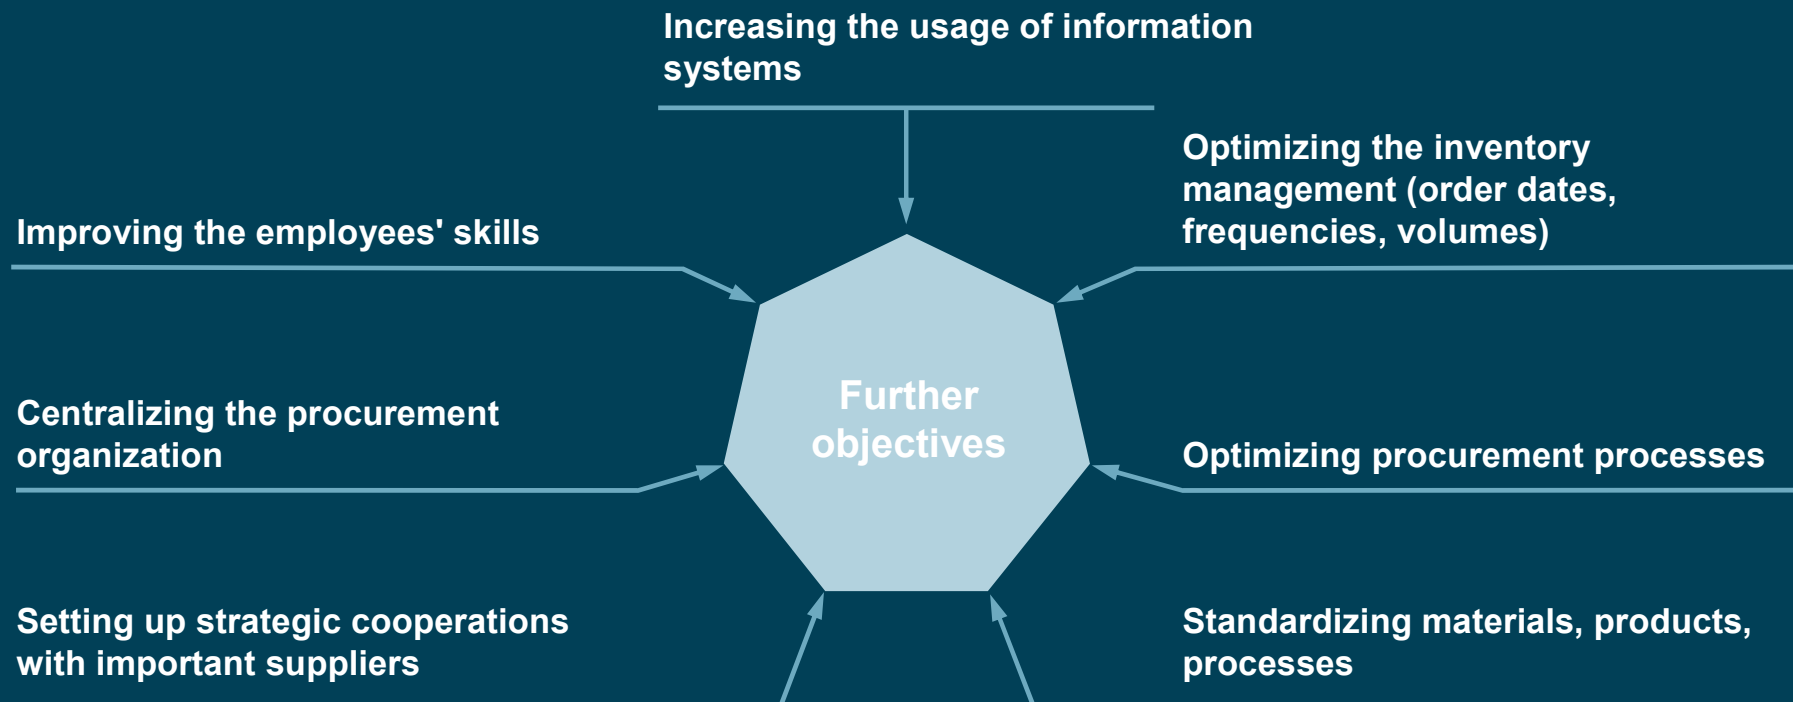 Increasing the usage of information
systems
Optimizing the inventory
management (order dates,
frequencies, volumes)
Improving the employees' skills
Further
objectives
Centralizing the procurement
organization
Optimizing procurement processes
Setting up strategic cooperations
with important suppliers
Standardizing materials, products,
processes